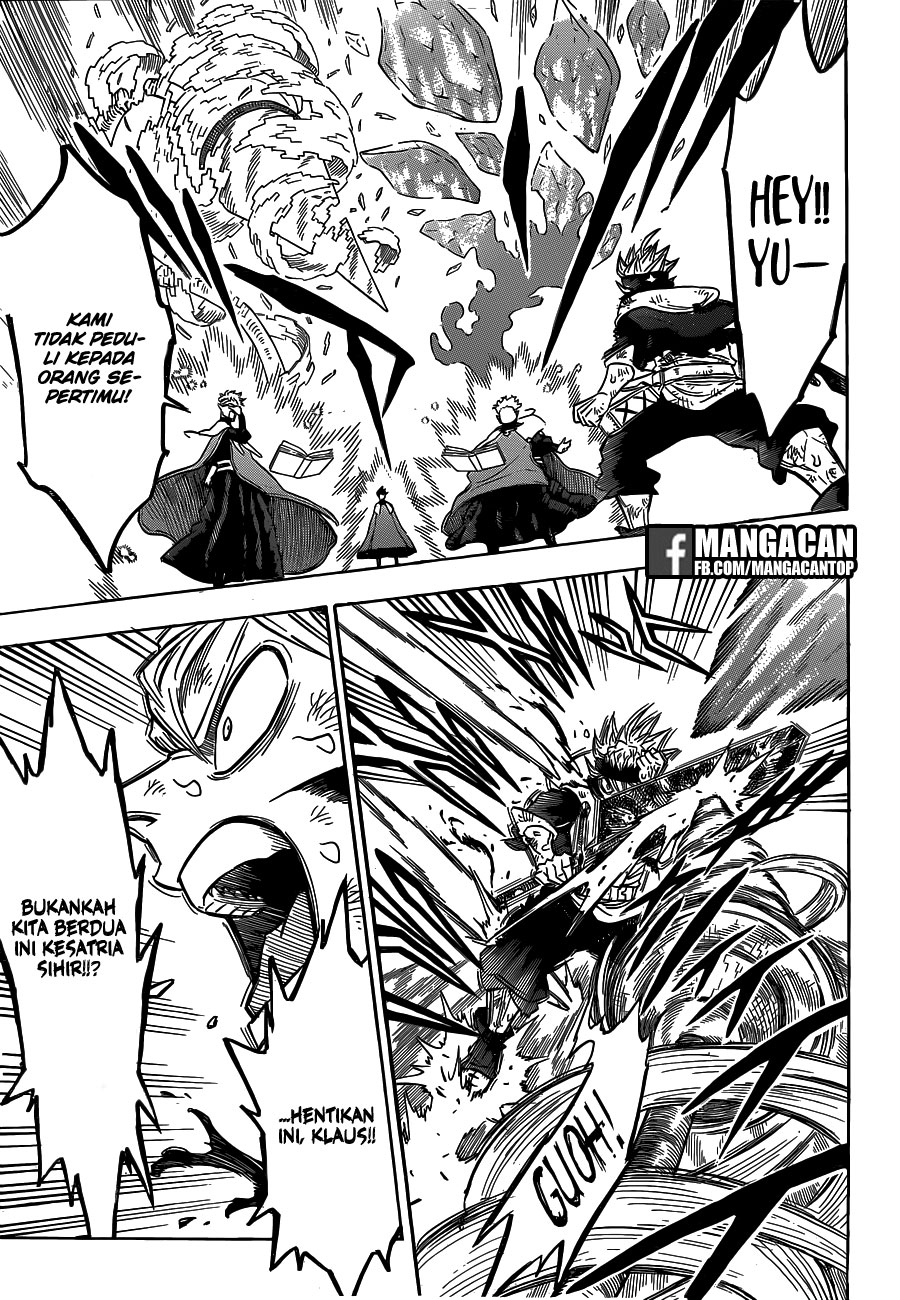 HEY!!
YU—
KAMI
TIDAK PEDU-
LI KEPADA
ORANG SE-
PERTIMU!
f MANGACAN
FB.COM/MANGACANTOP
GUOH!
...HENTIKAN
INI, KLAUS!!
BUKANKAH
KITA BERDUA
INI KESATRIA
SIHIR!!?